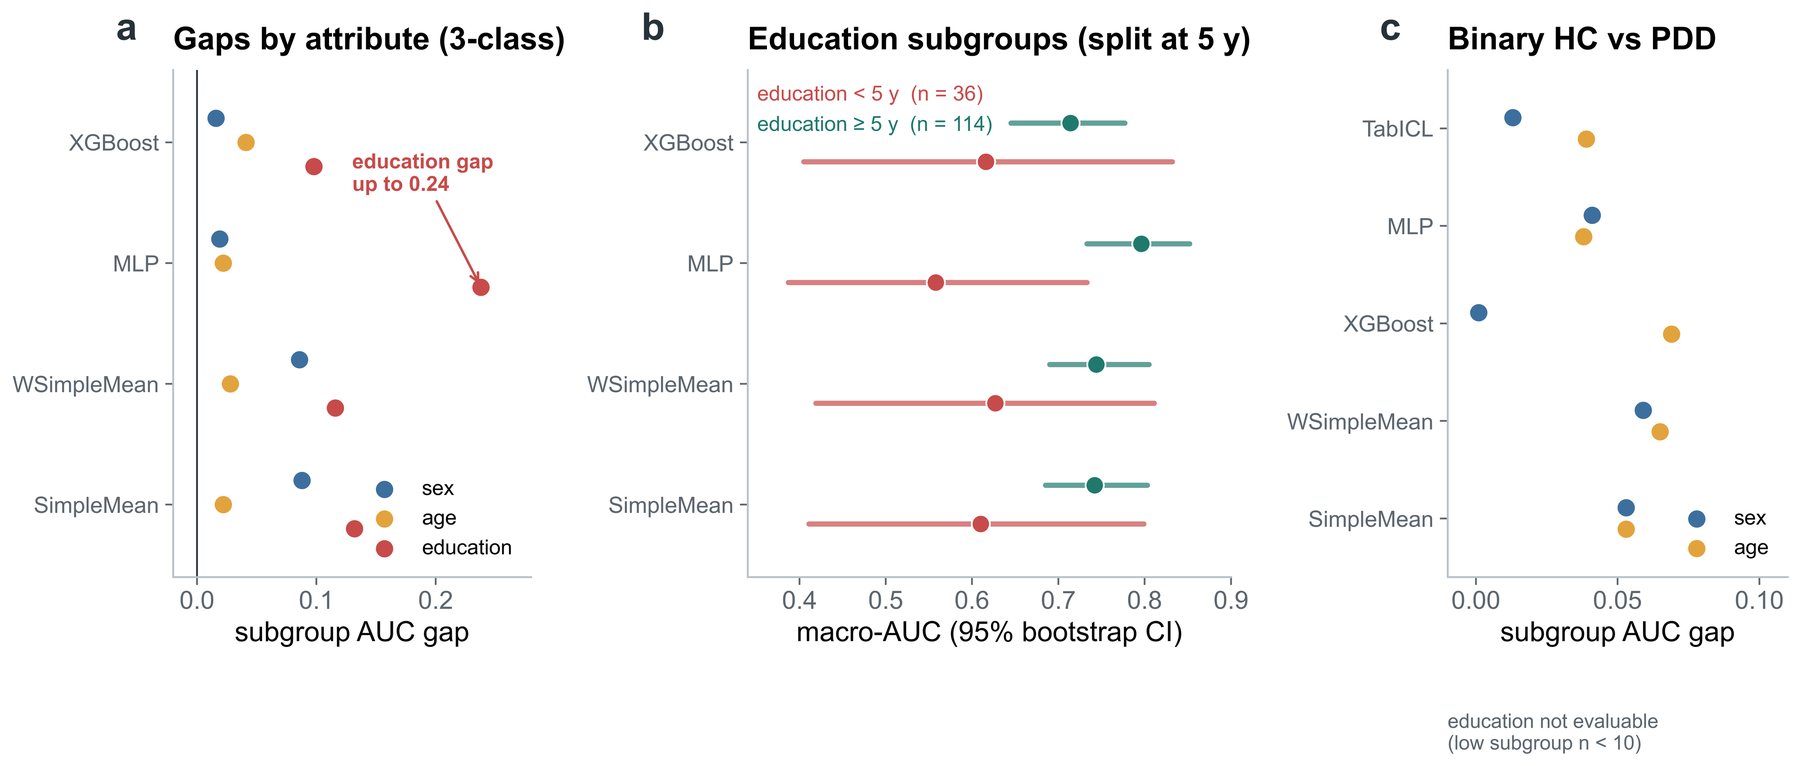 a
Gaps by attribute (3-class)
XGBoost
MLP
WSimpleMean
SimpleMean
education gap
up to 0.24
sex
age
education
0.0 0.1 0.2
subgroup AUC gap
b
Education subgroups (split at 5 y)
education < 5 y (n = 36)
education ≥ 5 y (n = 114)
XGBoost
MLP
WSimpleMean
SimpleMean
0.4 0.5 0.6 0.7 0.8 0.9
macro-AUC (95% bootstrap CI)
c
Binary HC vs PDD
TabICL
MLP
XGBoost
WSimpleMean
SimpleMean
sex
age
0.00 0.05 0.10
subgroup AUC gap
education not evaluable
(low subgroup n < 10)